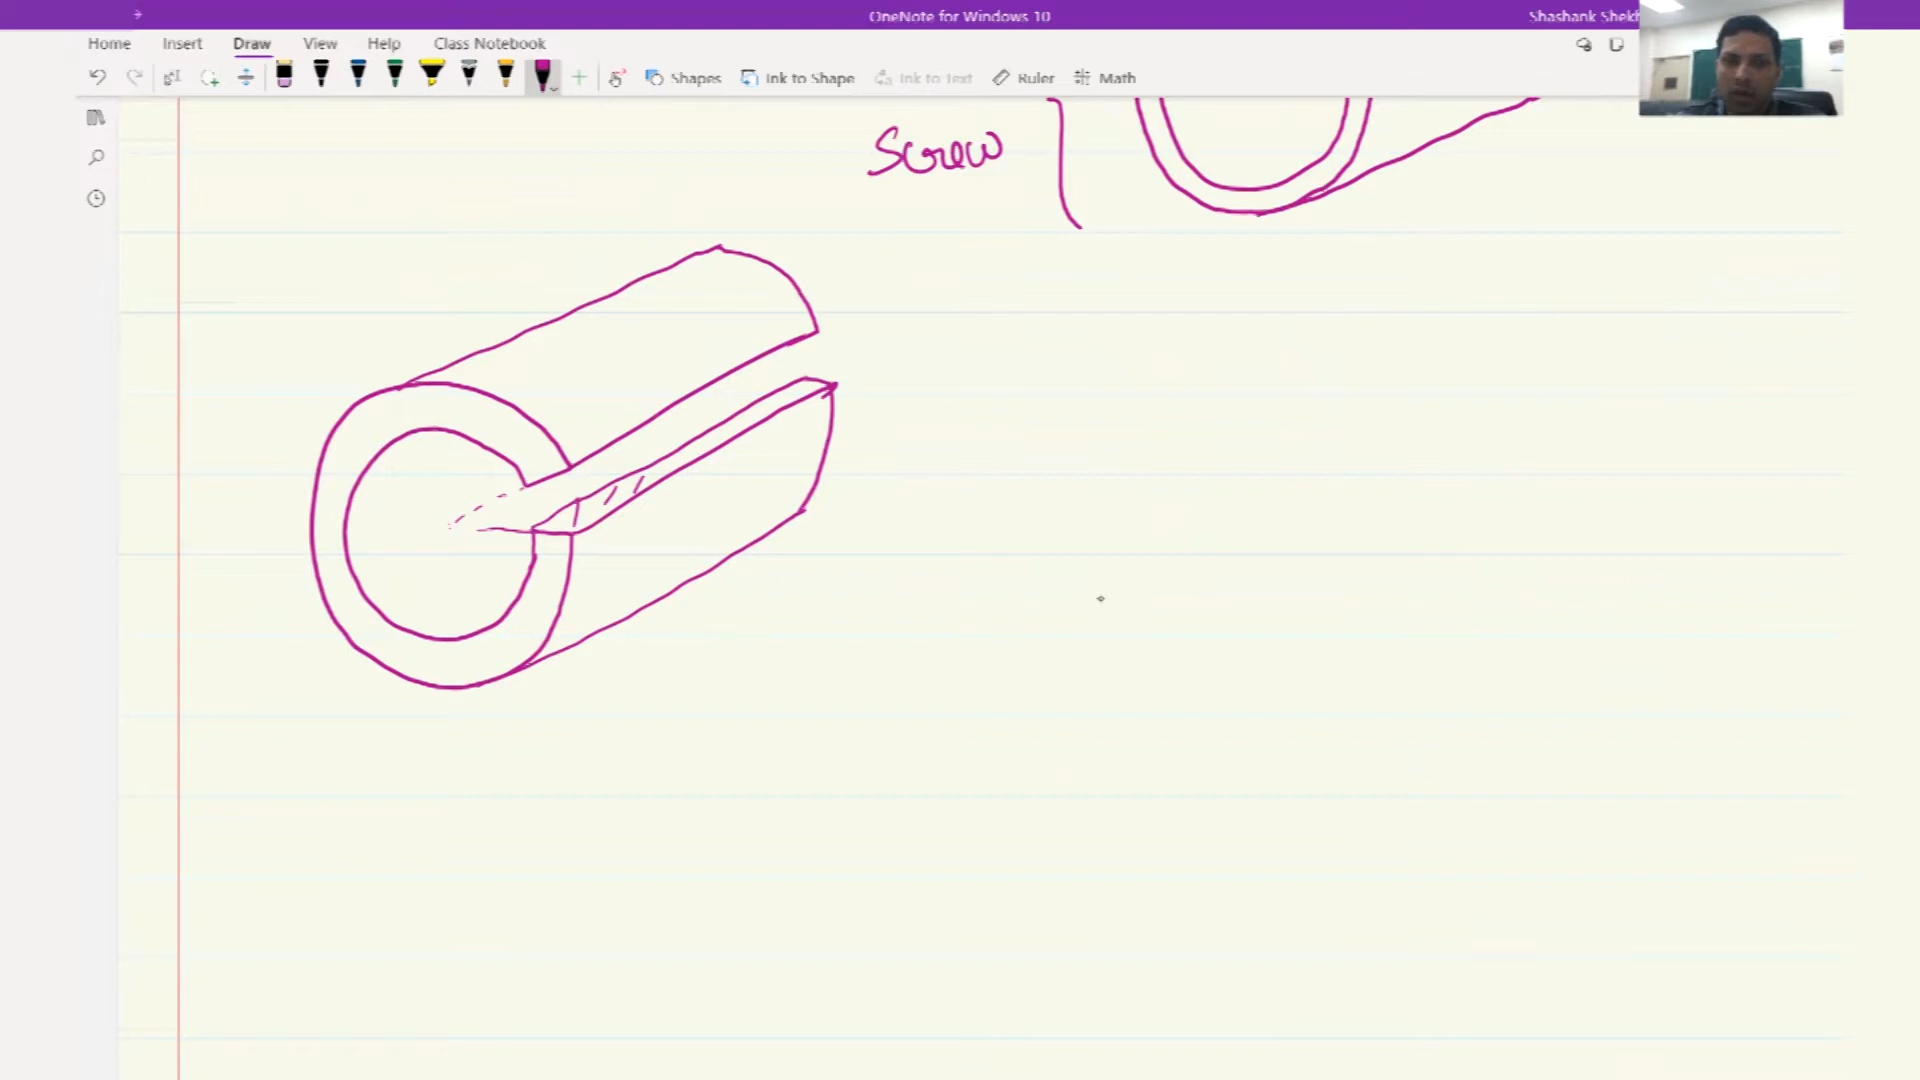 OneNote for Windows 10
Shashank Shekh
Home Insert Draw View Help Class Notebook
Shapes Ink to Shape Ink to Text Ruler Math
Screw